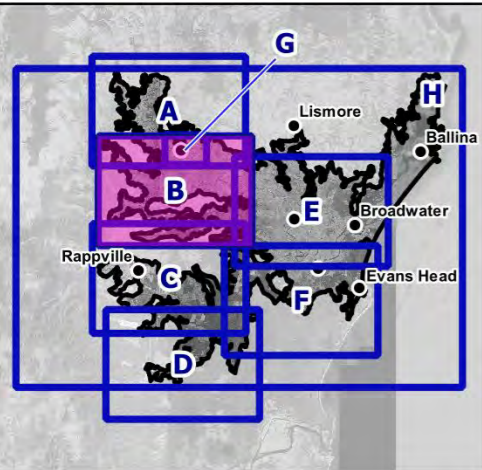 G
H
A
Lismore
Ballina
B
E
Broadwater
Rappville
C
Evans Head
F
D